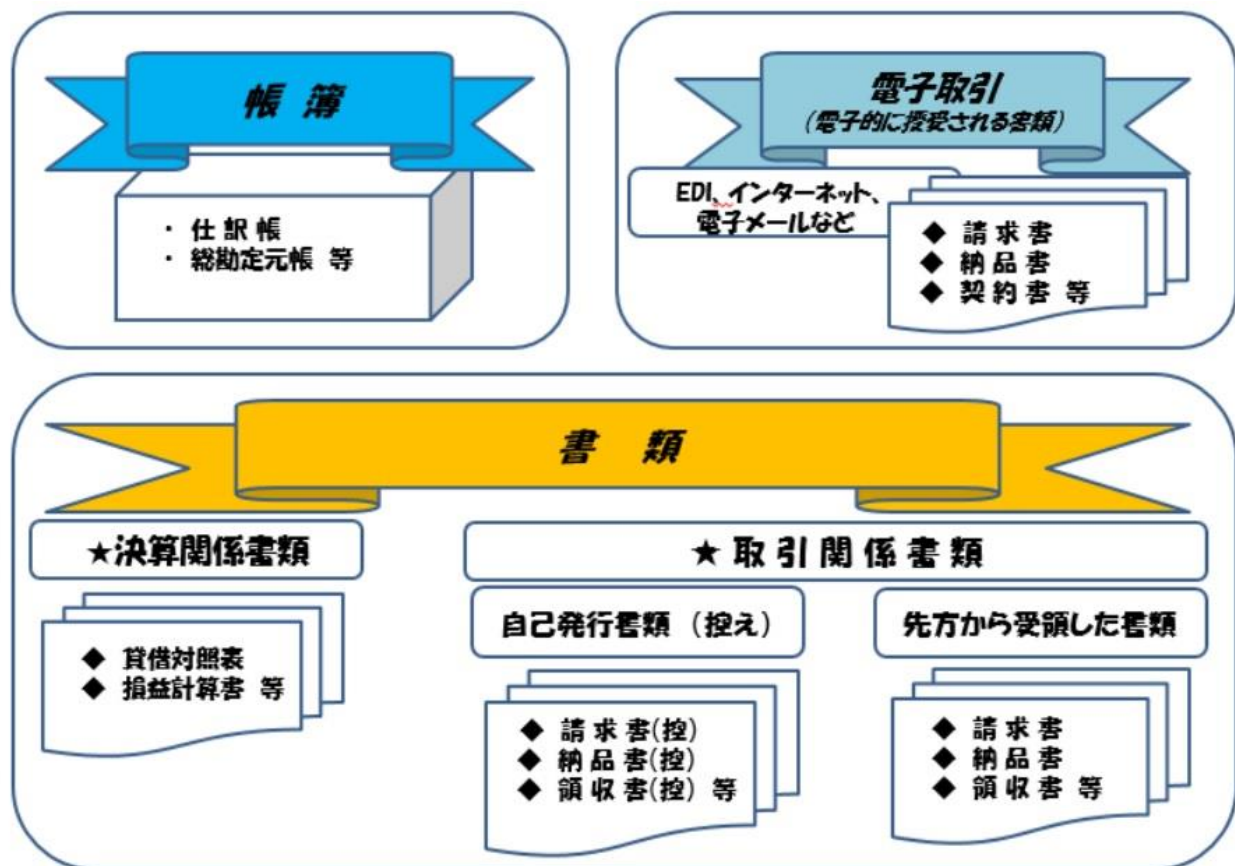 帳 簿
・ 仕 訳 帳
・ 総勘定元帳 等
電子取引
(電子的に授受される書類)
EDI、インターネット、
電子メールなど
◆ 請 求 書
◆ 納 品 書
◆ 契 約 書 等
書 類
★決算関係書類
◆ 貸借対照表
◆ 損益計算書 等
★ 取 引 関 係 書 類
自己発行書類 (控え)
◆ 請 求 書(控)
◆ 納 品 書(控)
◆ 領 収 書(控) 等
先方から受領した書類
◆ 請 求 書
◆ 納 品 書
◆ 領 収 書 等